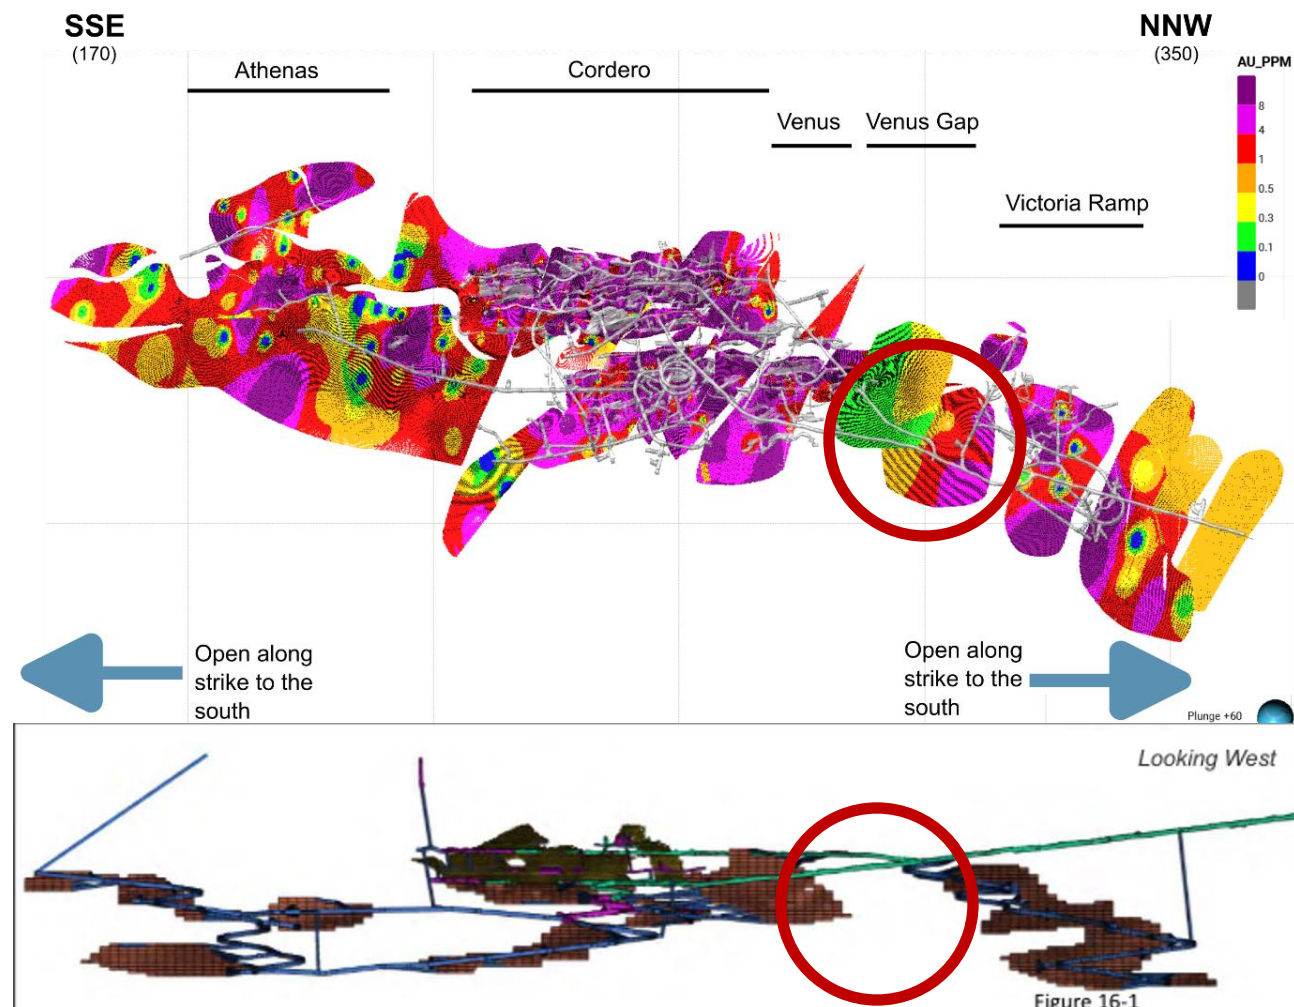 SSE
(170)
NNW
(350)
Athenas
Cordero
Venus
Venus Gap
Victoria Ramp
AU_PPM
8
4
1
0.5
0.3
0.1
0
Open along
strike to the
south
Open along
strike to the
south
Plunge +60
Looking West
Figure 16-1